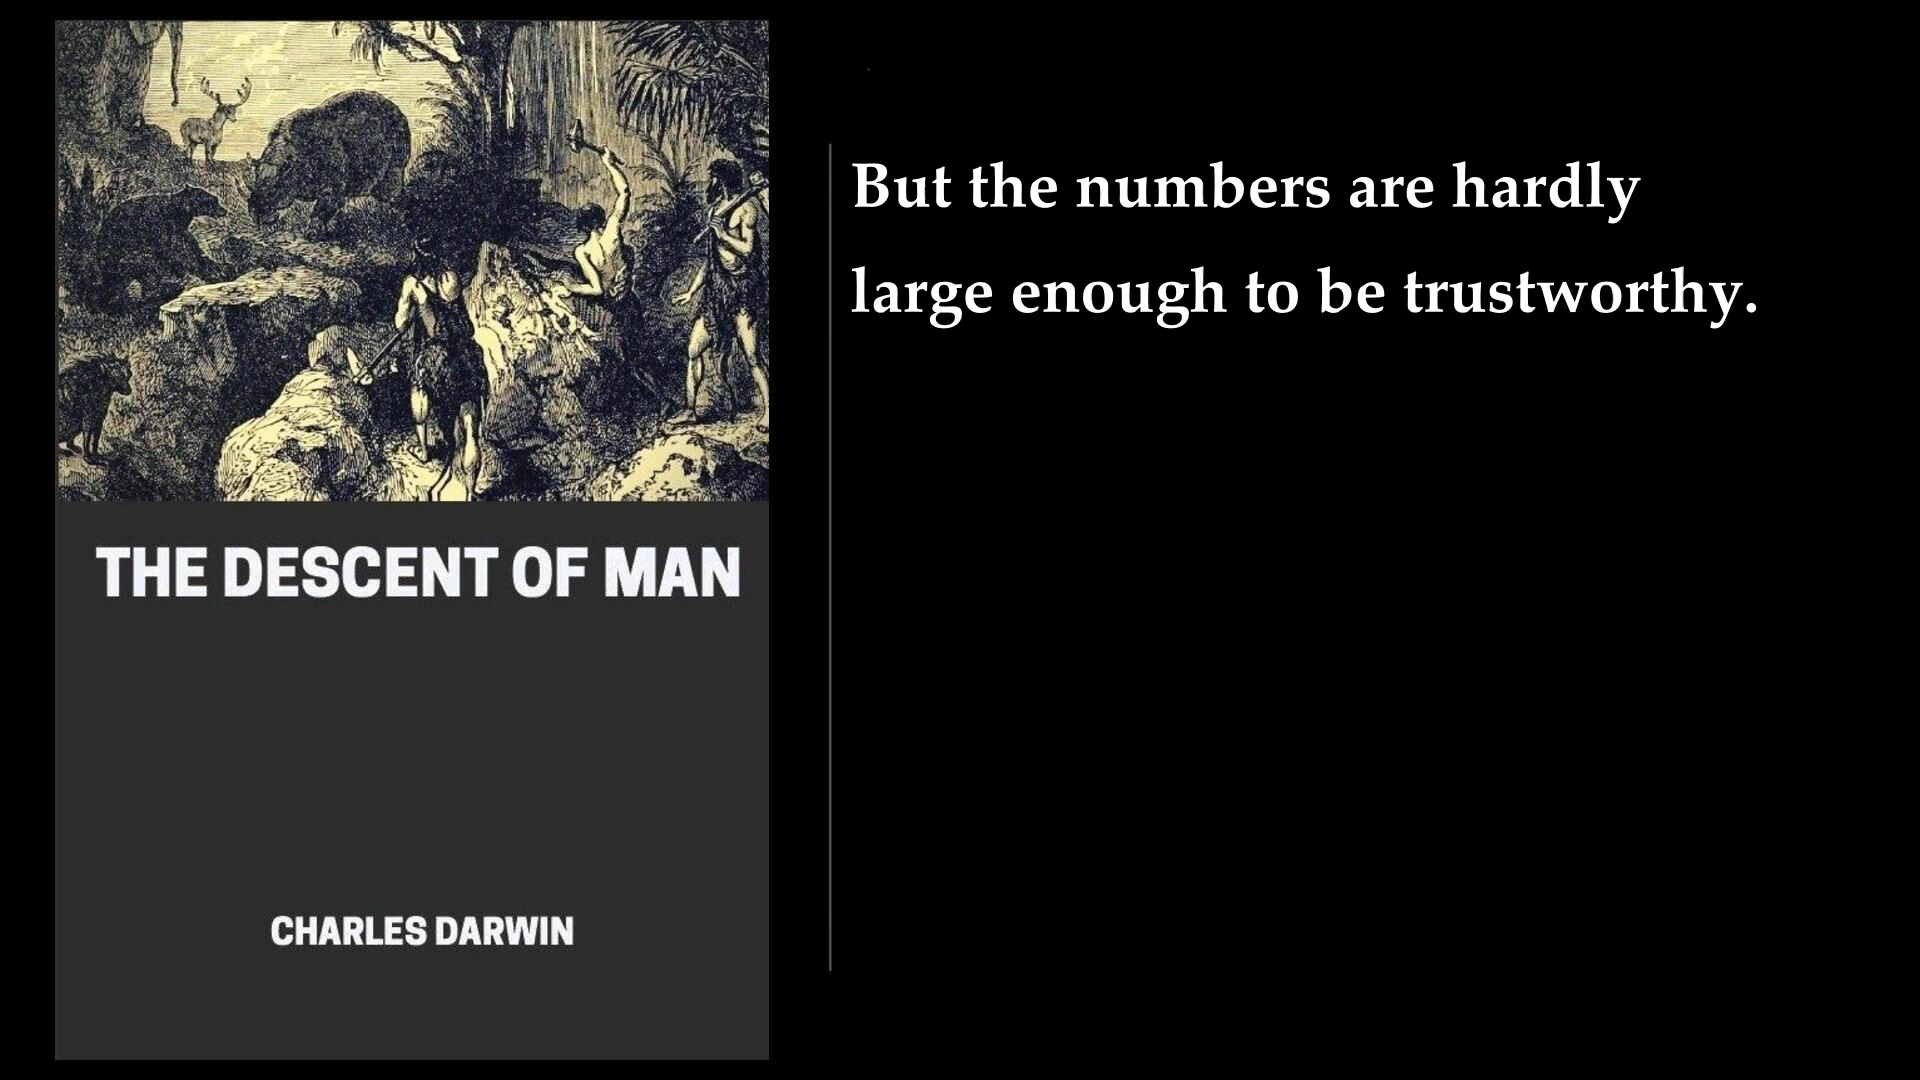 THE DESCENT OF MAN
CHARLES DARWIN
But the numbers are hardly
large enough to be trustworthy.